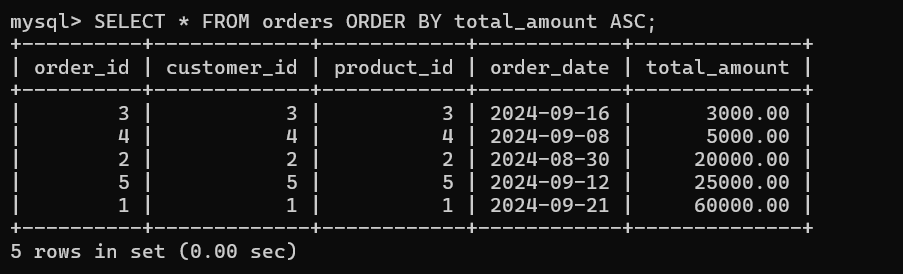 mysql> SELECT * FROM orders ORDER BY total_amount ASC;
+----------+-------------+------------+------------+--------------+
| order_id | customer_id | product_id | order_date | total_amount |
+----------+-------------+------------+------------+--------------+
|        3 |           3 |          3 | 2024-09-16 |      3000.00 |
|        4 |           4 |          4 | 2024-09-08 |      5000.00 |
|        2 |           2 |          2 | 2024-08-30 |     20000.00 |
|        5 |           5 |          5 | 2024-09-12 |     25000.00 |
|        1 |           1 |          1 | 2024-09-21 |     60000.00 |
+----------+-------------+------------+------------+--------------+
5 rows in set (0.00 sec)